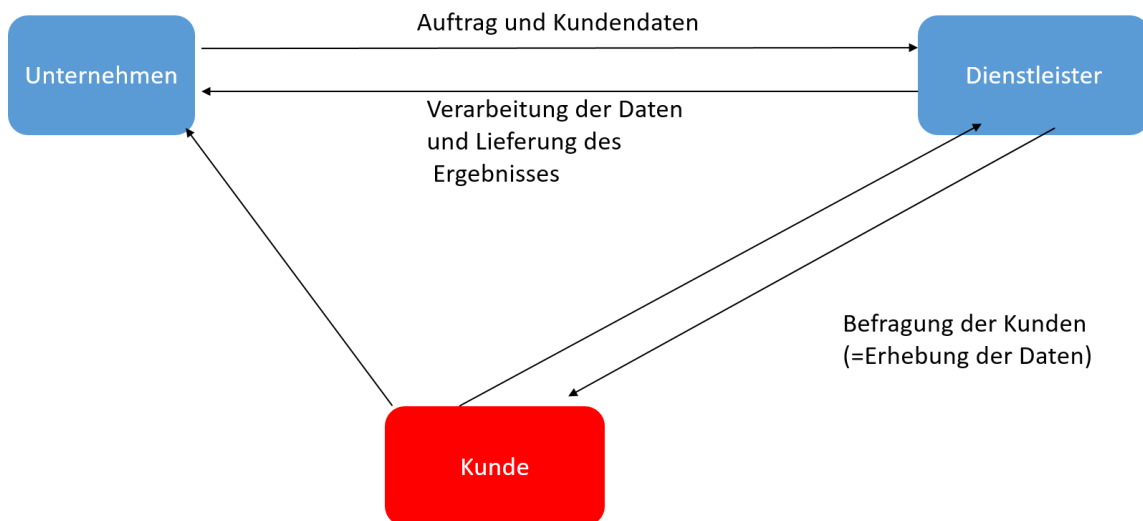 Auftrag und Kundendaten
Unternehmen
Dienstleister
Verarbeitung der Daten
und Lieferung des
Ergebnisses
Befragung der Kunden
(=Erhebung der Daten)
Kunde